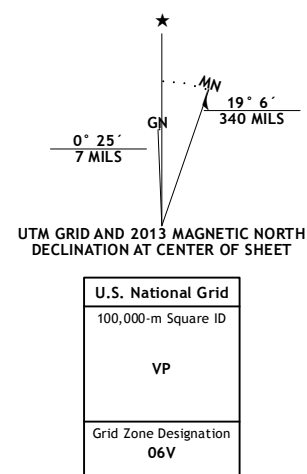 ★
MN
GN
19° 6´
340 MILS
0° 25´
7 MILS
UTM GRID AND 2013 MAGNETIC NORTH
DECLINATION AT CENTER OF SHEET
U.S. National Grid
100,000-m Square ID
VP
Grid Zone Designation
06V